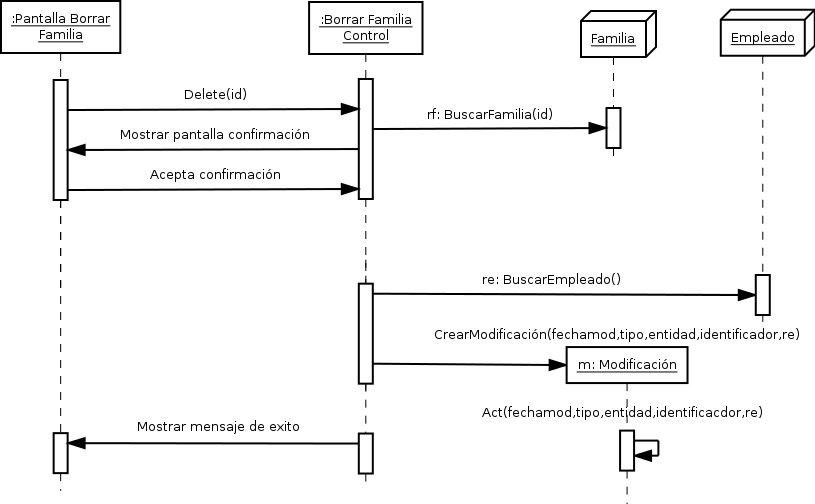 :Pantalla Borrar
Familia
:Borrar Familia
Control
Familia
Empleado
Delete(id)
rf: BuscarFamilia(id)
Mostrar pantalla confirmación
Acepta confirmación
re: BuscarEmpleado()
CrearModificación(fechamod,tipo,entidad,identificador,re)
m: Modificación
Act(fechamod,tipo,entidad,identificacdor,re)
Mostrar mensaje de exito